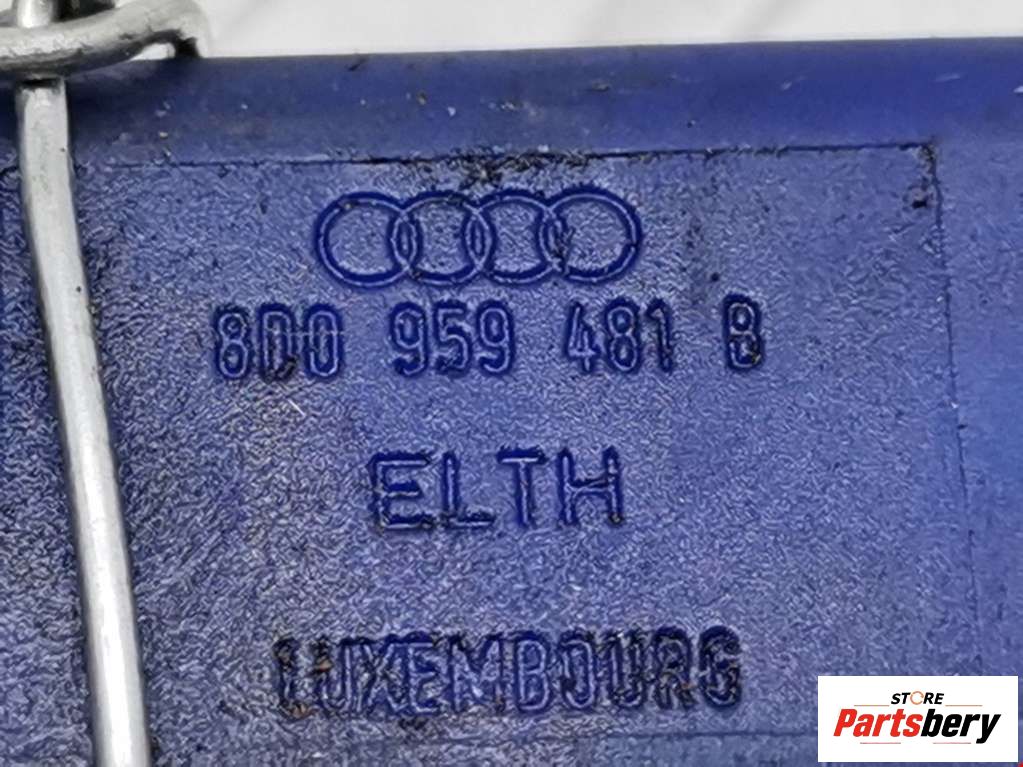 8D0 959 481 B
ELTH
LUXEMBOURG
STORE
Partsbery